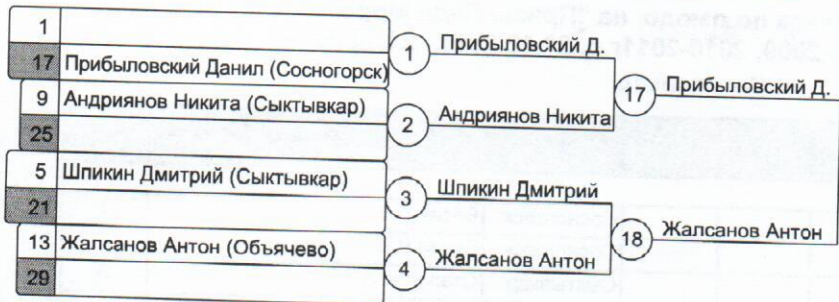 1
17 Прибыловский Данил (Сосногорск)
9 Андриянов Никита (Сыктывкар)
25
5 Шпикин Дмитрий (Сыктывкар)
21
13 Жалсанов Антон (Объячево)
29
1 Прибыловский Д.
2 Андриянов Никита
3 Шпикин Дмитрий
4 Жалсанов Антон
17 Прибыловский Д.
18 Жалсанов Антон